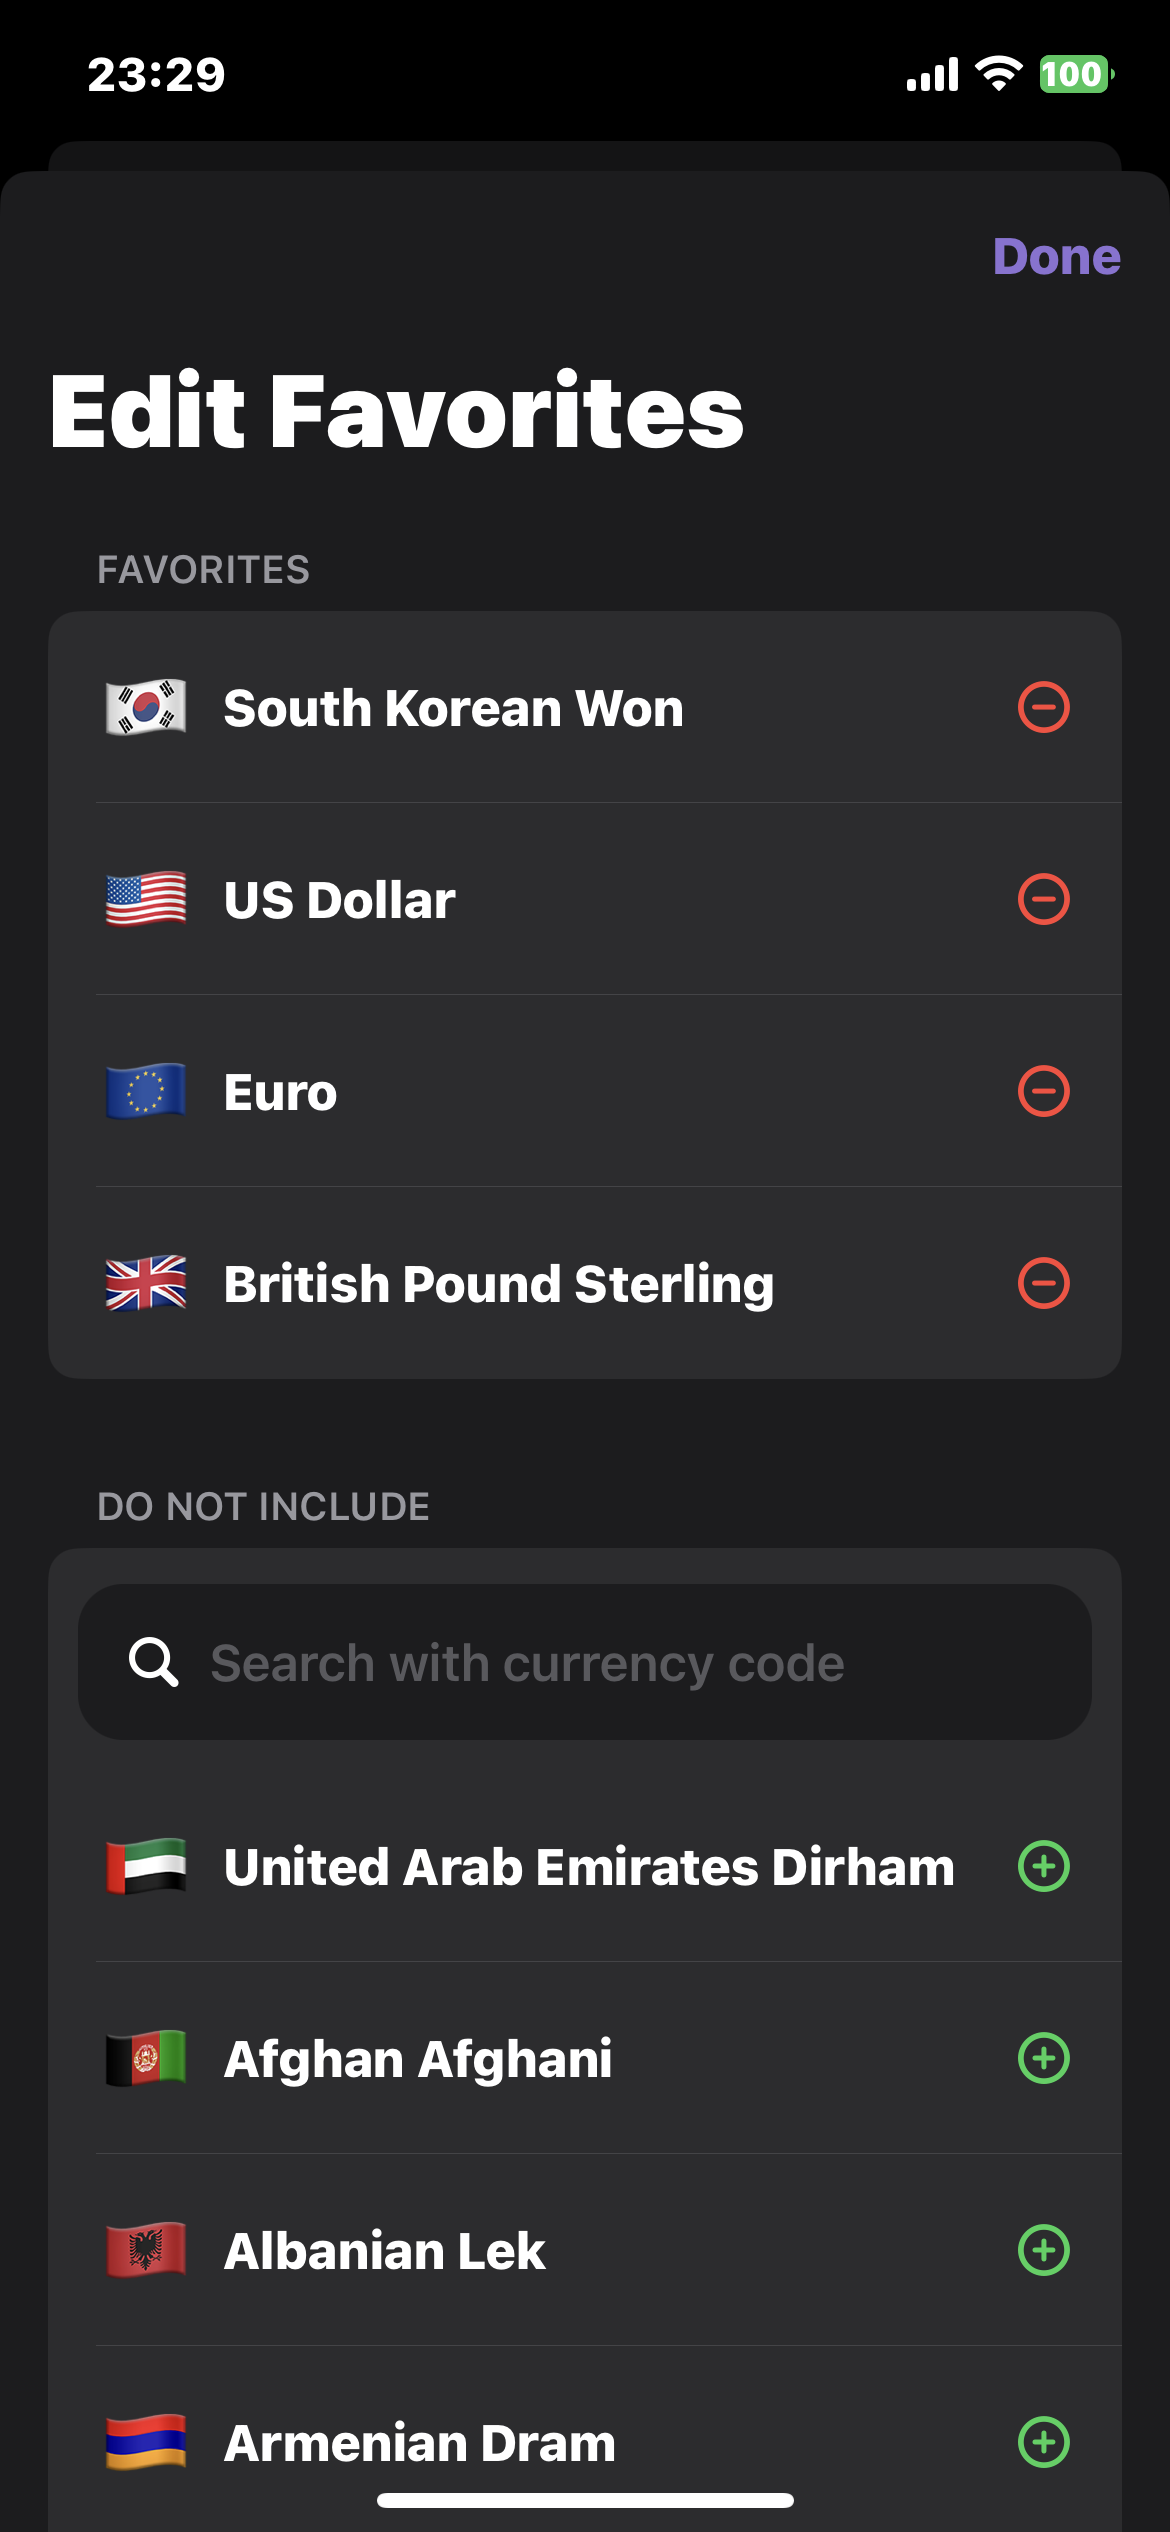 23:29
100
Done
Edit Favorites
FAVORITES
South Korean Won
US Dollar
Euro
British Pound Sterling
DO NOT INCLUDE
Search with currency code
United Arab Emirates Dirham
Afghan Afghani
Albanian Lek
Armenian Dram